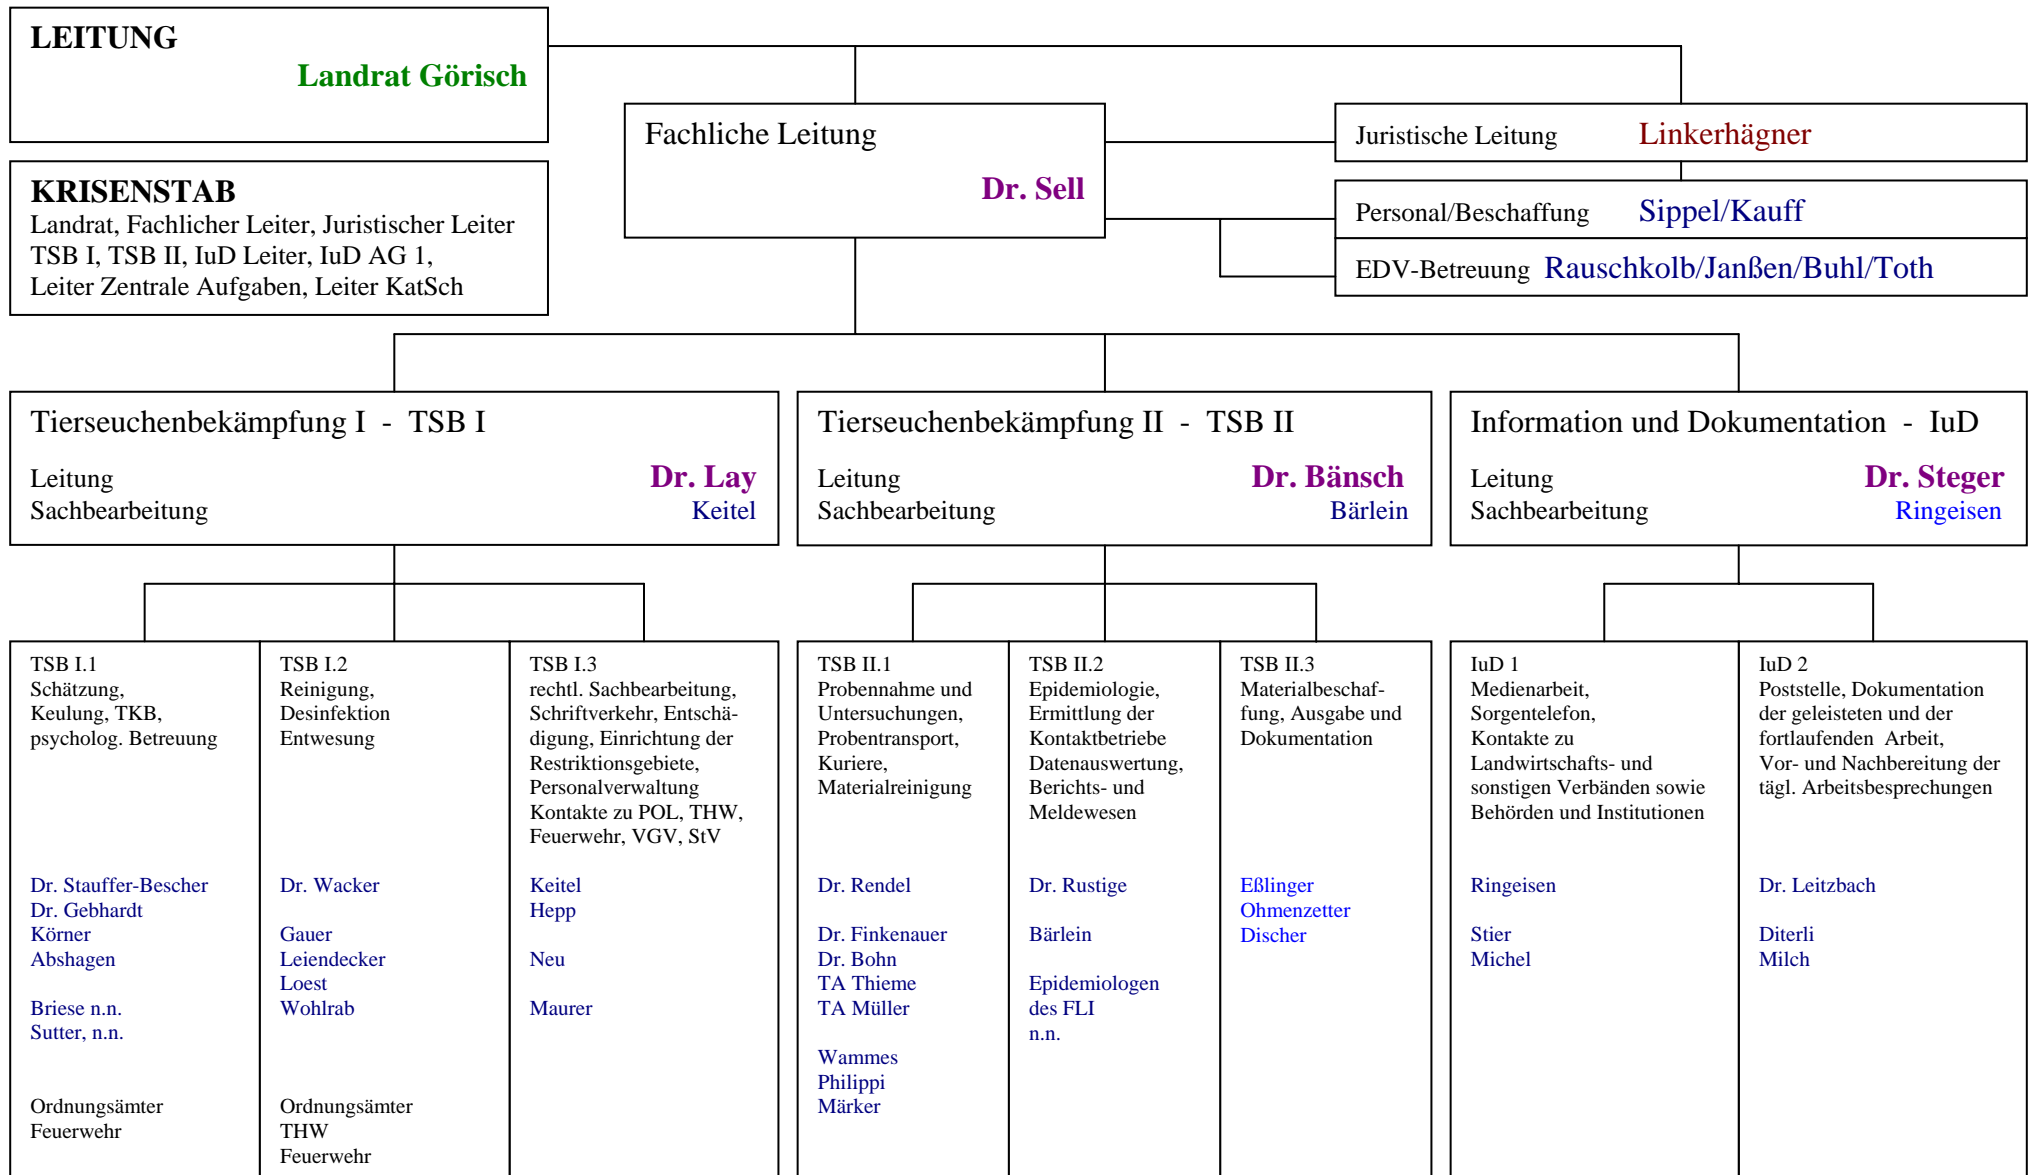 LEITUNG
Landrat Görisch
KRISENSTAB
Landrat, Fachlicher Leiter, Juristischer Leiter
TSB I, TSB II, IuD Leiter, IuD AG 1,
Leiter Zentrale Aufgaben, Leiter KatSch
Fachliche Leitung
Dr. Sell
Juristische Leitung Linkerhägner
Personal/Beschaffung Sippel/Kauff
EDV-Betreuung Rauschkolb/Janßen/Buhl/Toth
Tierseuchenbekämpfung I - TSB I
Leitung Dr. Lay
Sachbearbeitung Keitel
Tierseuchenbekämpfung II - TSB II
Leitung Dr. Bänsch
Sachbearbeitung Bärlein
Information und Dokumentation - IuD
Leitung Dr. Steger
Sachbearbeitung Ringeisen
TSB I.1
Schätzung,
Keulung, TKB,
psycholog. Betreuung
Dr. Stauffer-Bescher
Dr. Gebhardt
Körner
Abshagen
Briese n.n.
Sutter, n.n.
Ordnungsämter
Feuerwehr
TSB I.2
Reinigung,
Desinfektion
Entwesung
Dr. Wacker
Gauer
Leiendecker
Loest
Wohlrab
Ordnungsämter
THW
Feuerwehr
TSB I.3
rechtl. Sachbearbeitung,
Schriftverkehr, Entschä-
digung, Einrichtung der
Restriktionsgebiete,
Personalverwaltung
Kontakte zu POL, THW,
Feuerwehr, VGV, StV
Keitel
Hepp
Neu
Maurer
TSB II.1
Probennahme und
Untersuchungen,
Probentransport,
Kuriere,
Materialreinigung
Dr. Rendel
Dr. Finkenauer
Dr. Bohn
TA Thieme
TA Müller
Wammes
Philippi
Märker
TSB II.2
Epidemiologie,
Ermittlung der
Kontaktbetriebe
Datenauswertung,
Berichts- und
Meldewesen
Dr. Rustige
Bärlein
Epidemiologen
des FLI
n.n.
TSB II.3
Materialbeschaf-
fung, Ausgabe und
Dokumentation
Eßlinger
Ohmenzetter
Discher
IuD 1
Medienarbeit,
Sorgentelefon,
Kontakte zu
Landwirtschafts- und
sonstigen Verbänden sowie
Behörden und Institutionen
Ringeisen
Stier
Michel
IuD 2
Poststelle, Dokumentation
der geleisteten und der
fortlaufenden Arbeit,
Vor- und Nachbereitung der
tägl. Arbeitsbesprechungen
Dr. Leitzbach
Diterli
Milch